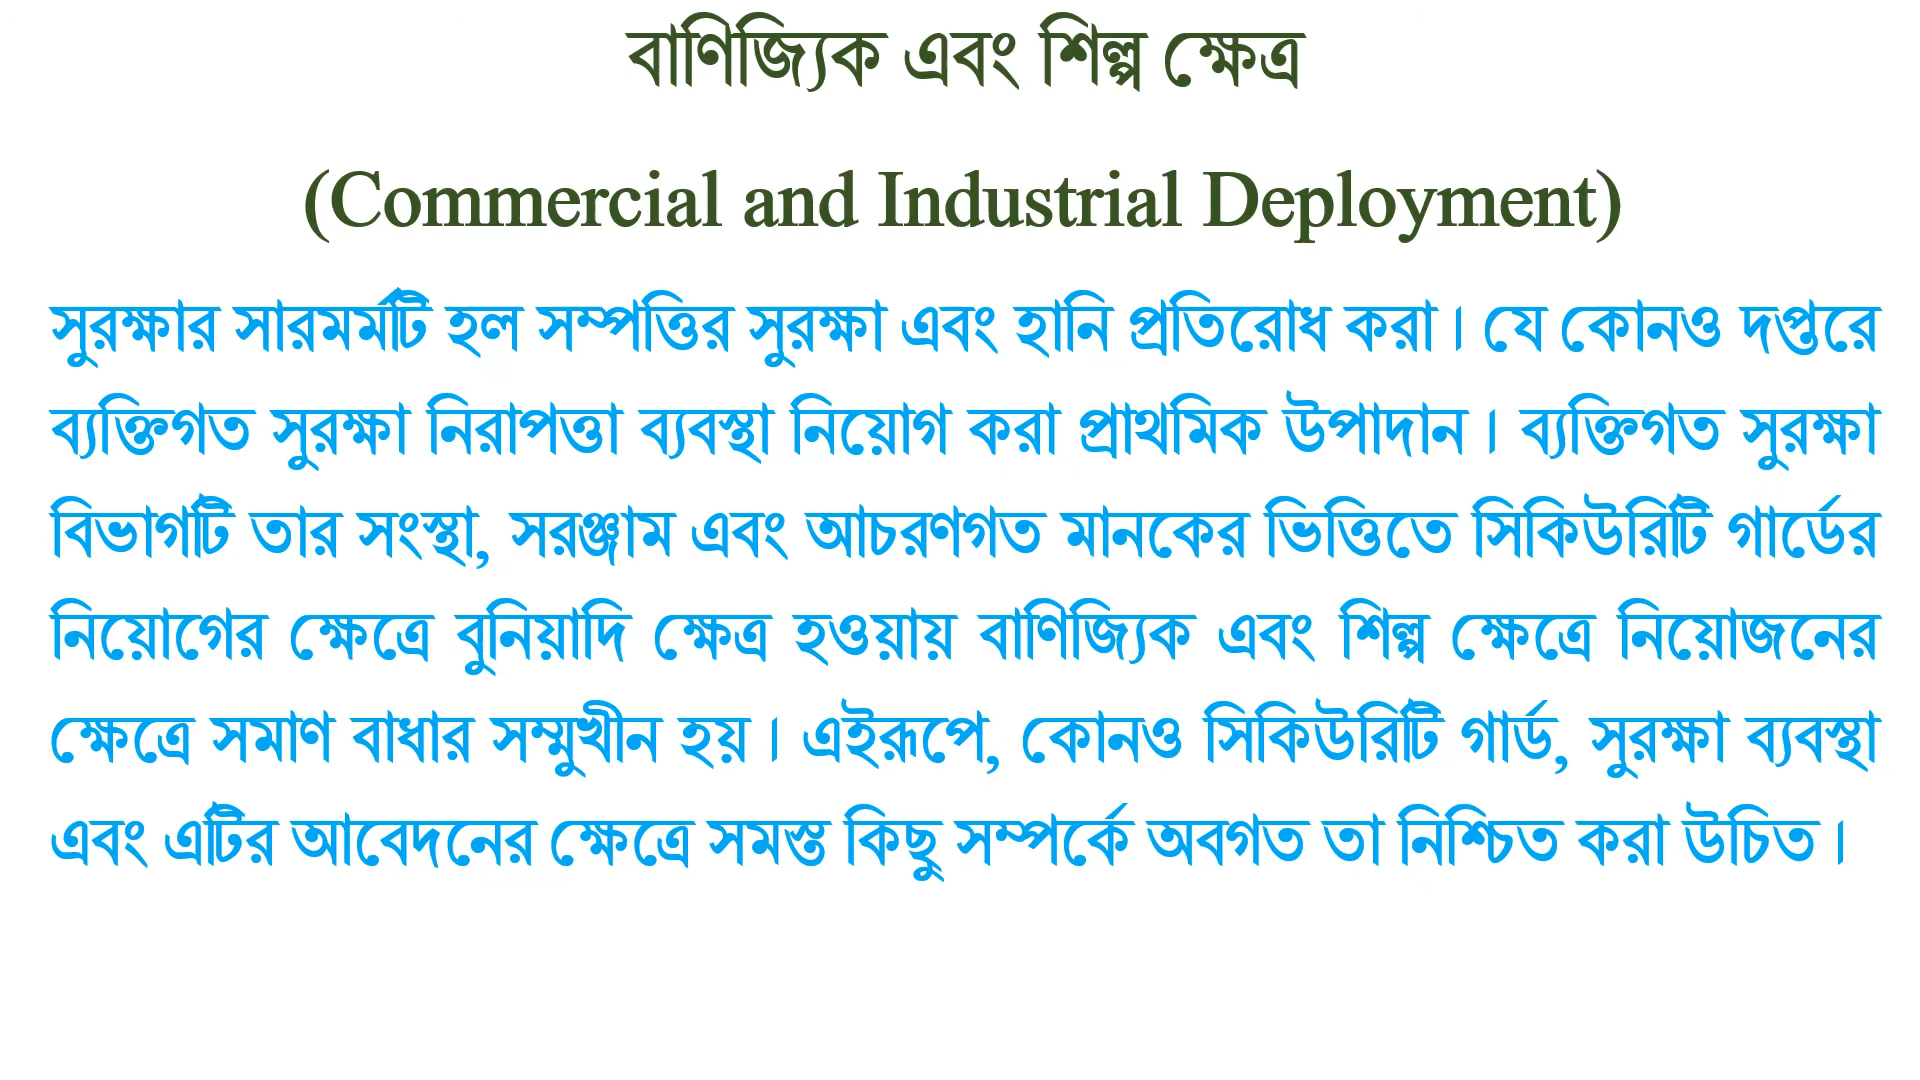 বাণিজ্যিক এবং শিল্প ক্ষেত্র
(Commercial and Industrial Deployment)
সুরক্ষার সারমর্মটি হল সম্পত্তির সুরক্ষা এবং হানি প্রতিরোধ করা। যে কোনও দপ্তরে
ব্যক্তিগত সুরক্ষা নিরাপত্তা ব্যবস্থা নিয়োগ করা প্রাথমিক উপাদান। ব্যক্তিগত সুরক্ষা
বিভাগটি তার সংস্থা, সরঞ্জাম এবং আচরণগত মানকের ভিত্তিতে সিকিউরিটি গার্ডের
নিয়োগের ক্ষেত্রে বুনিয়াদি ক্ষেত্র হওয়ায় বাণিজ্যিক এবং শিল্প ক্ষেত্রে নিয়োজনের
ক্ষেত্রে সমাণ বাধার সম্মুখীন হয়। এইরূপে, কোনও সিকিউরিটি গার্ড, সুরক্ষা ব্যবস্থা
এবং এটির আবেদনের ক্ষেত্রে সমস্ত কিছু সম্পর্কে অবগত তা নিশ্চিত করা উচিত।